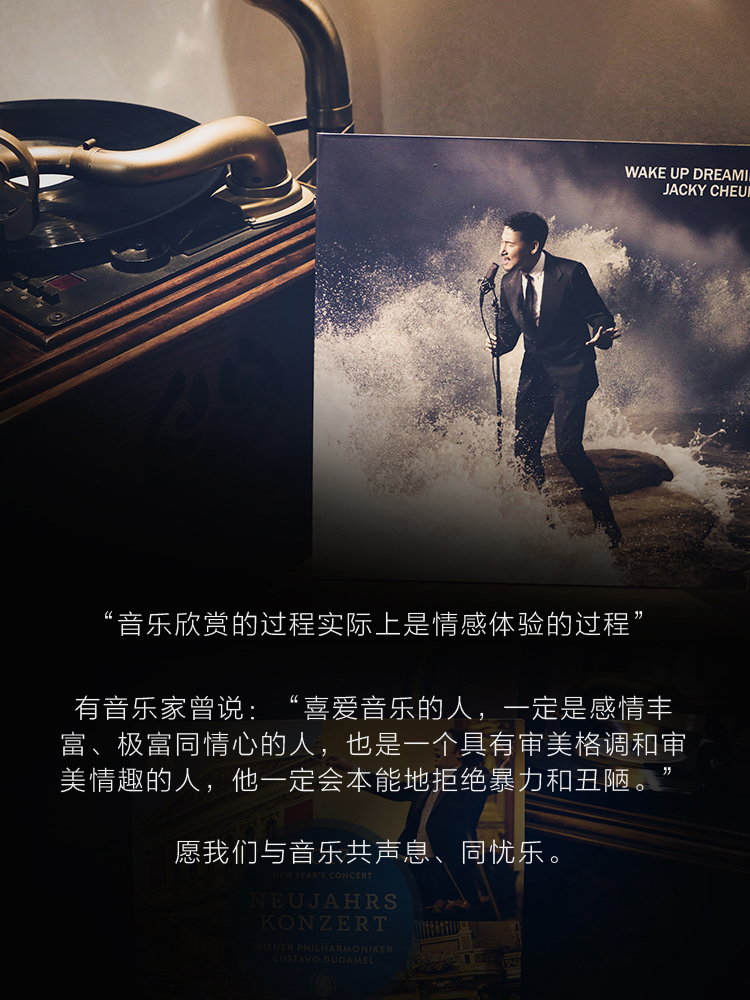 WAKE UP DREAMI
JACKY CHEU
“音乐欣赏的过程实际上是情感体验的过程”
有音乐家曾说：“喜爱音乐的人，一定是感情丰
富、极富同情心的人，也是一个具有审美格调和审
美情趣的人，他一定会本能地拒绝暴力和丑陋。”
愿我们与音乐共声息、同忧乐。
NEW YEAR'S CONCERT
NEUJAHRS
KONZERT
WIENER PHILHARMONIKER
GUSTAVO DUDAMEL